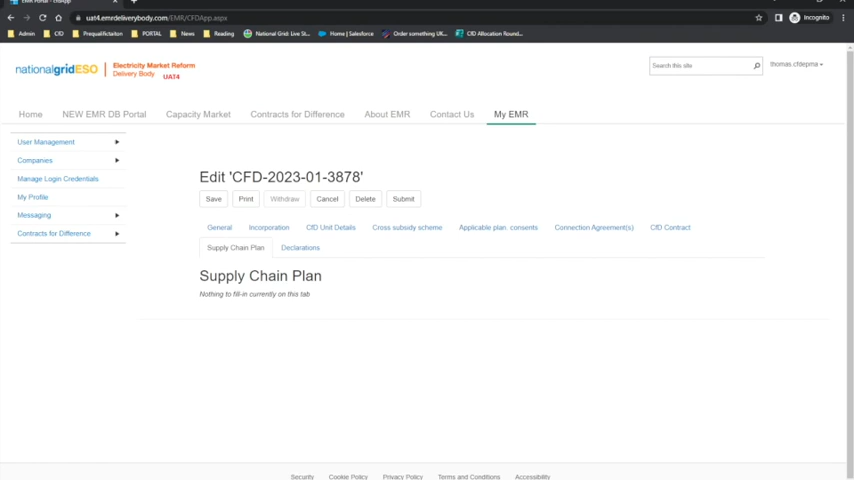 EMR Portal - CfDApp
uat4.emrdeliverybody.com/EMR/CFDApp.aspx
Incognito
Admin CfD Prequalifictaiton PORTAL News Reading National Grid: Live St... Home | Salesforce Order something UK... CfD Allocation Round...
nationalgridESO Electricity Market Reform
Delivery Body UAT4
Search this site
thomas.cfdepma
Home NEW EMR DB Portal Capacity Market Contracts for Difference About EMR Contact Us My EMR
User Management
Companies
Manage Login Credentials
My Profile
Messaging
Contracts for Difference
Edit 'CFD-2023-01-3878'
Save Print Withdraw Cancel Delete Submit
General Incorporation CfD Unit Details Cross subsidy scheme Applicable plan. consents Connection Agreement(s) CfD Contract
Supply Chain Plan Declarations
Supply Chain Plan
Nothing to fill-in currently on this tab
Security Cookie Policy Privacy Policy Terms and Conditions Accessibility